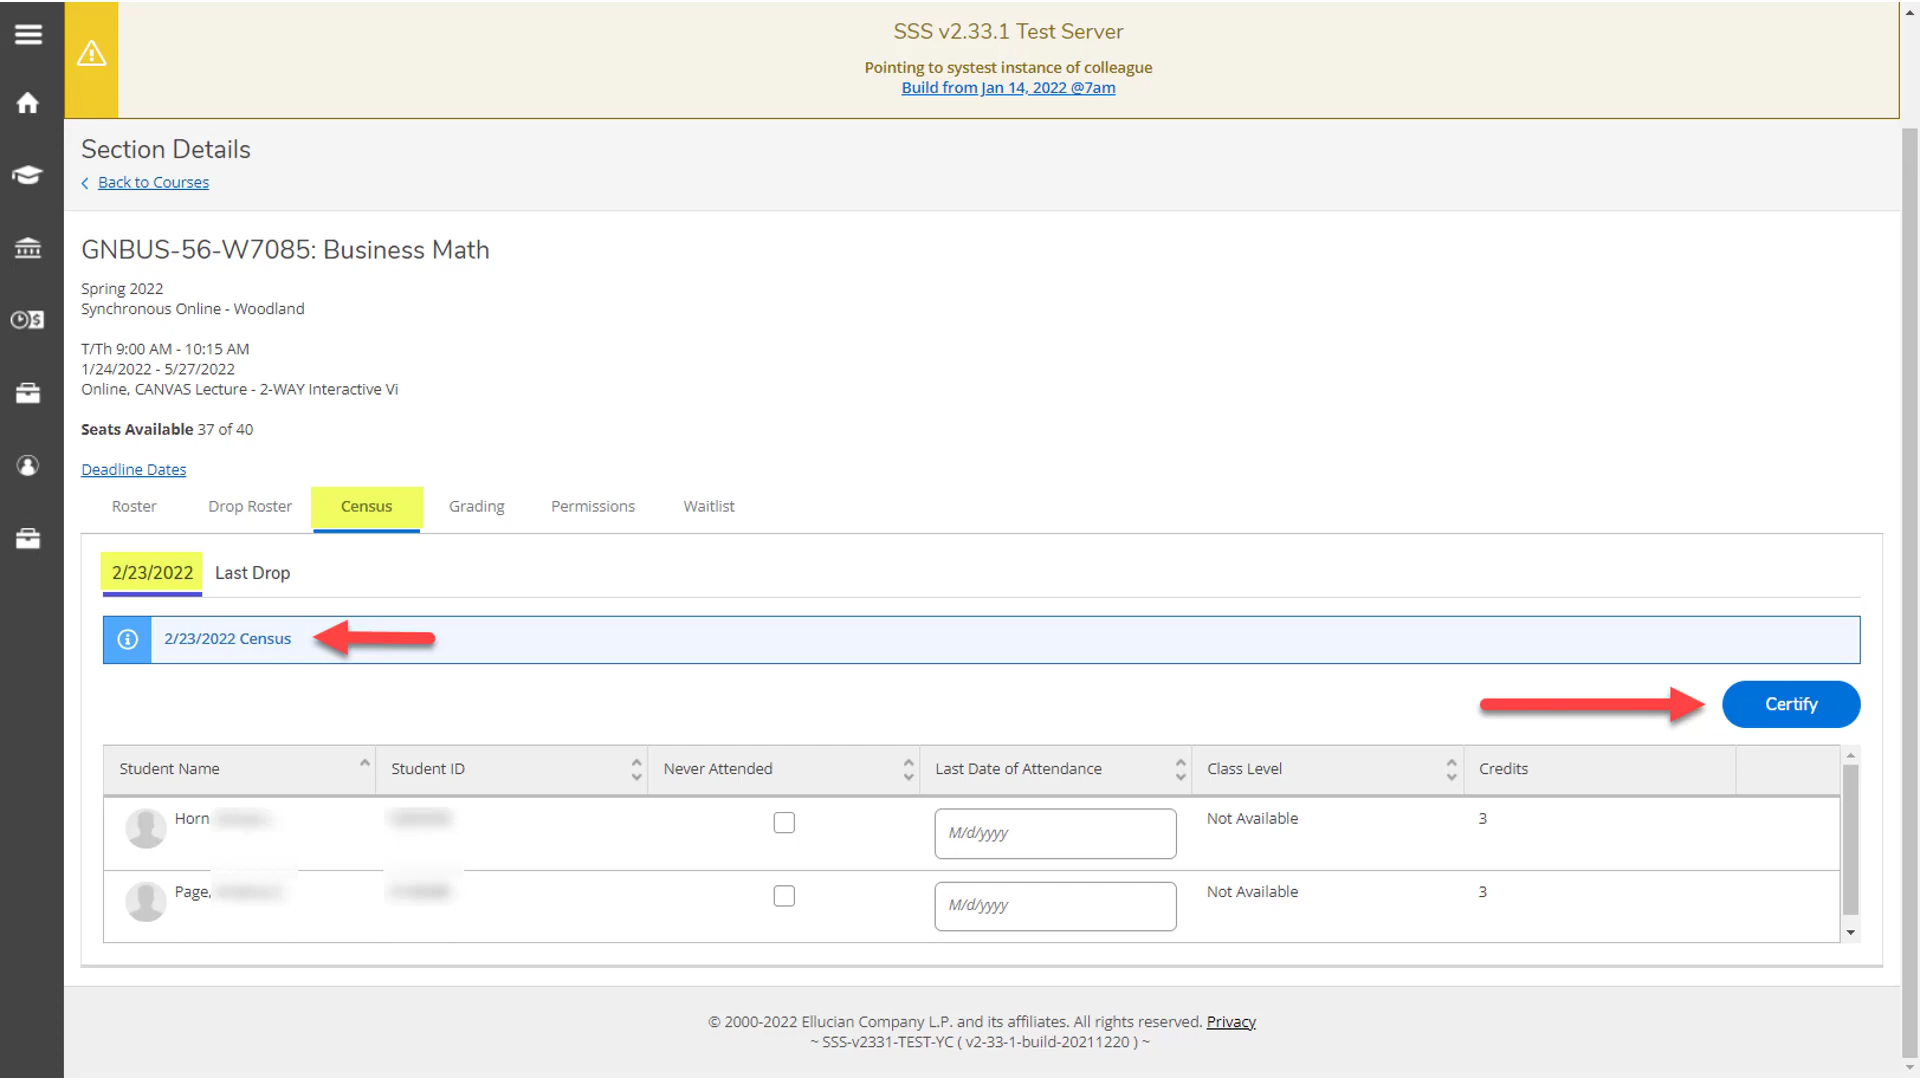 SSS v2.33.1 Test Server
Pointing to systest instance of colleague
Build from Jan 14, 2022 @7am
Section Details
Back to Courses
GNBUS-56-W7085: Business Math
Spring 2022
Synchronous Online - Woodland
T/Th 9:00 AM - 10:15 AM
1/24/2022 - 5/27/2022
Online, CANVAS Lecture - 2-WAY Interactive Vi
Seats Available 37 of 40
Deadline Dates
Roster Drop Roster Census Grading Permissions Waitlist
2/23/2022 Last Drop
2/23/2022 Census
Certify
Student Name Student ID Never Attended Last Date of Attendance Class Level Credits
Horn M/d/yyyy Not Available 3
Page, M/d/yyyy Not Available 3
© 2000-2022 Ellucian Company L.P. and its affiliates. All rights reserved. Privacy
~ SSS-v2331-TEST-YC ( v2-33-1-build-20211220 ) ~